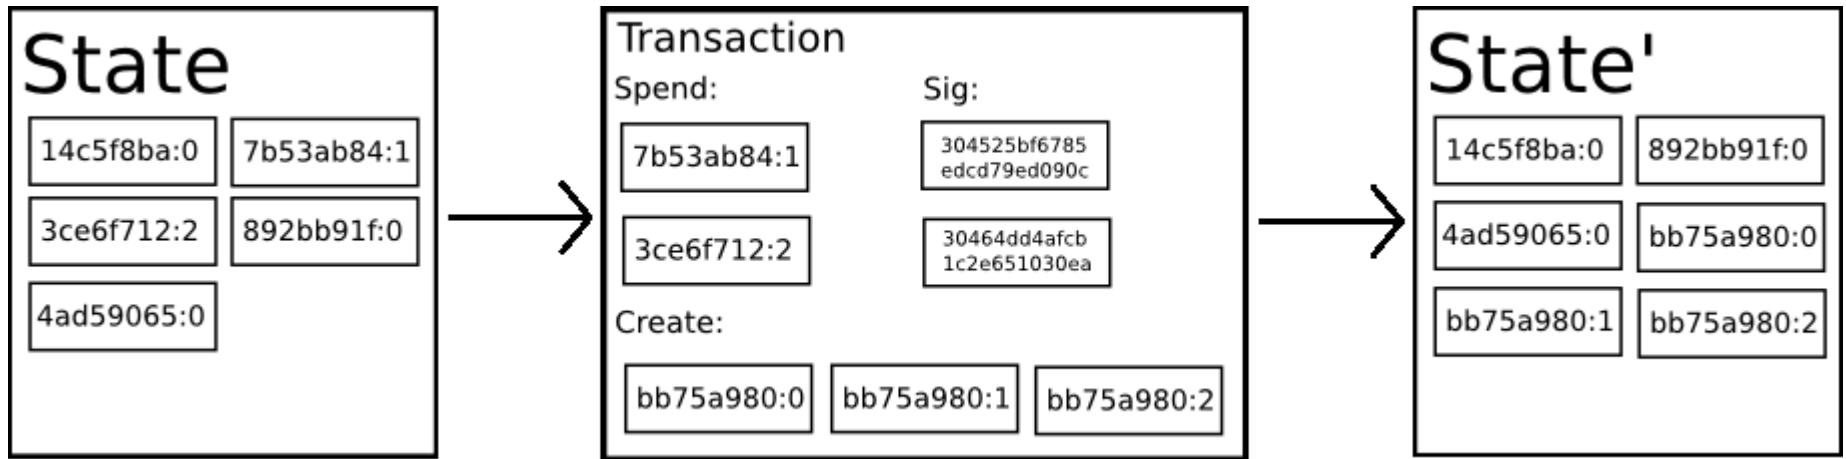 State
14c5f8ba:0 7b53ab84:1
3ce6f712:2 892bb91f:0
4ad59065:0
Transaction
Spend: Sig:
7b53ab84:1
304525bf6785
edcd79ed090c
3ce6f712:2
30464dd4afcb
1c2e651030ea
Create:
bb75a980:0 bb75a980:1 bb75a980:2
State'
14c5f8ba:0 892bb91f:0
4ad59065:0 bb75a980:0
bb75a980:1 bb75a980:2